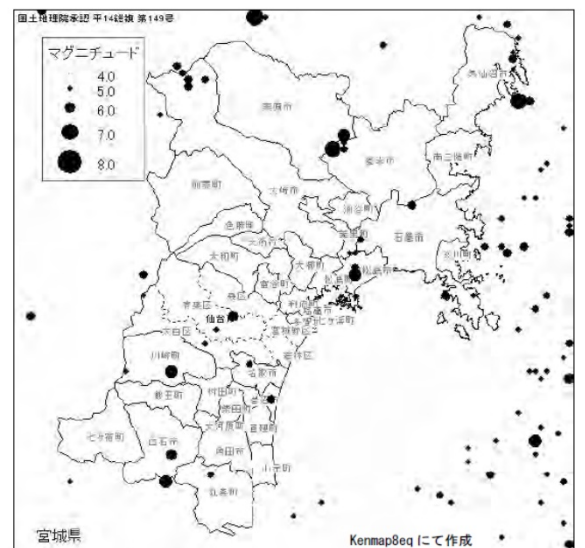 国土地理院承認 平14総複 第149号
マグニチュード
4.0
5.0
6.0
7.0
8.0
気仙沼市
栗原市
登米市
南三陸町
加美町
大崎市
涌谷町
色麻町
美里町
石巻市
大衡村
女川町
大和町
大郷町
松島町
東松島市
富谷町
泉区
利府町
青葉区
塩竈市
仙台市
多賀城市
七ヶ浜町
宮城野区
太白区
若林区
川崎町
名取市
村田町
岩沼市
蔵王町
柴田町
大河原町
亘理町
七ヶ宿町
白石市
角田市
山元町
丸森町
宮城県
Kenmap8eq にて作成